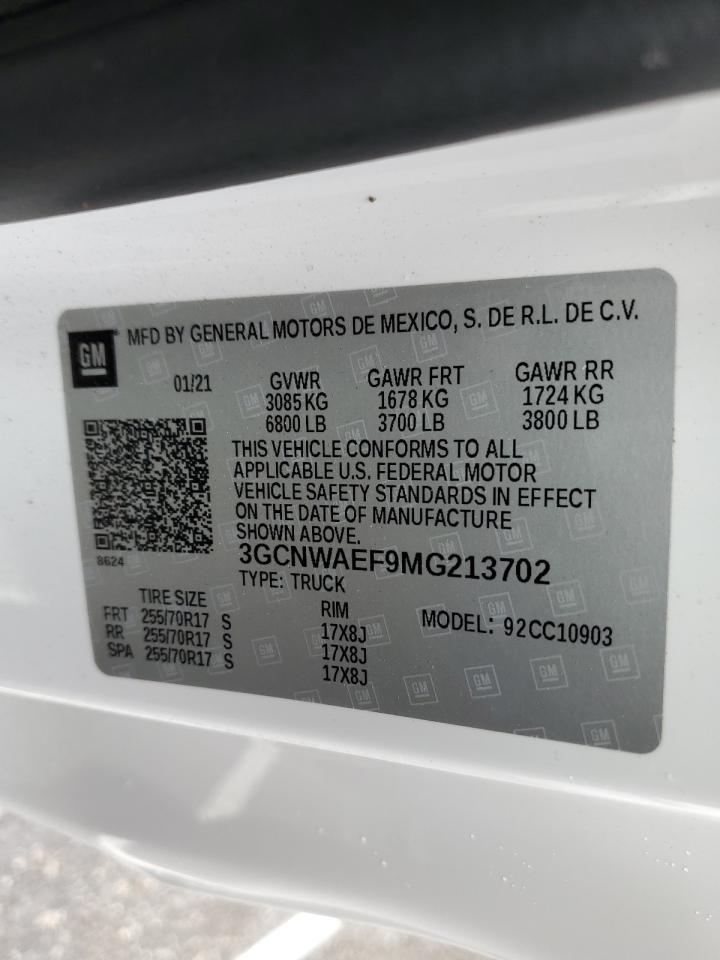 GM MFD BY GENERAL MOTORS DE MEXICO, S. DE R.L. DE C.V.
01/21 GVWR GAWR FRT GAWR RR
3085 KG 1678 KG 1724 KG
6800 LB 3700 LB 3800 LB
THIS VEHICLE CONFORMS TO ALL
APPLICABLE U.S. FEDERAL MOTOR
VEHICLE SAFETY STANDARDS IN EFFECT
ON THE DATE OF MANUFACTURE
SHOWN ABOVE.
8624 3GCNWAEF9MG213702
TYPE: TRUCK
TIRE SIZE RIM MODEL: 92CC10903
FRT 255/70R17 S 17X8J
RR 255/70R17 S 17X8J
SPA 255/70R17 S 17X8J